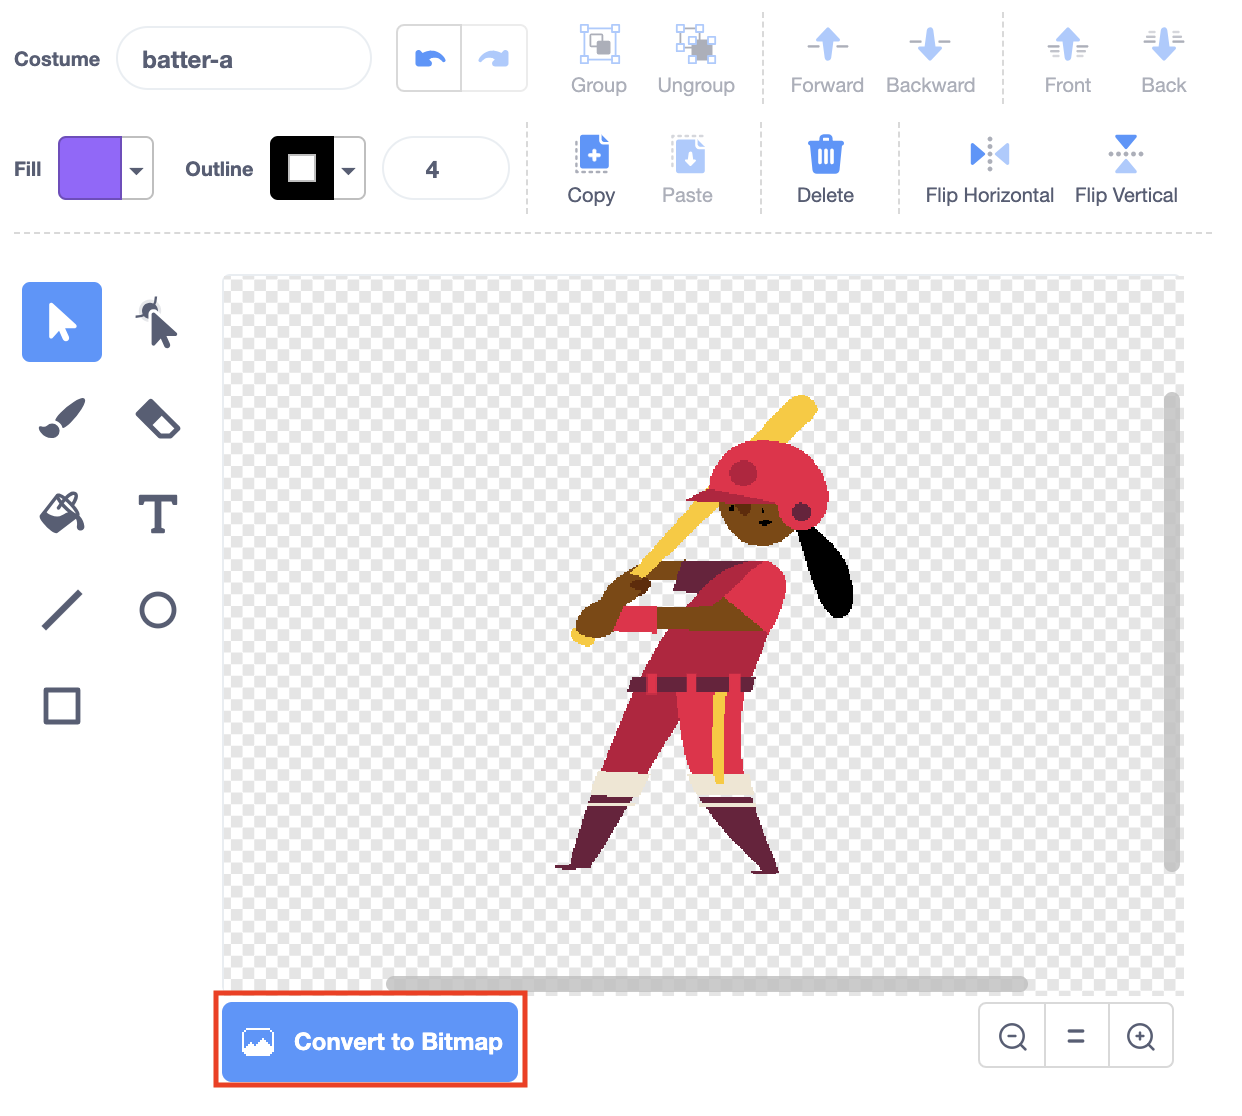 Costume
batter-a
Group
Ungroup
Forward
Backward
Front
Back
Fill
Outline
4
Copy
Paste
Delete
Flip Horizontal
Flip Vertical
Convert to Bitmap